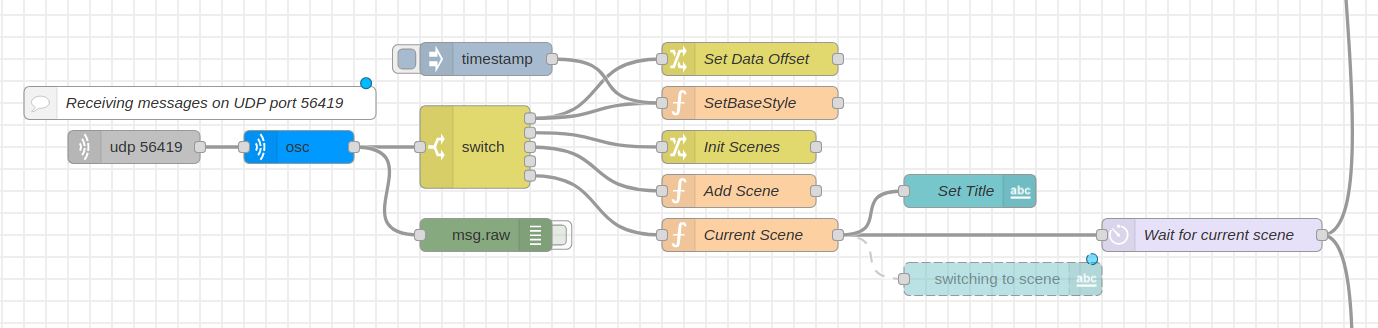 timestamp
Set Data Offset
Receiving messages on UDP port 56419
SetBaseStyle
udp 56419
osc
switch
Init Scenes
Add Scene
Set Title
abc
msg.raw
Current Scene
Wait for current scene
switching to scene
abc